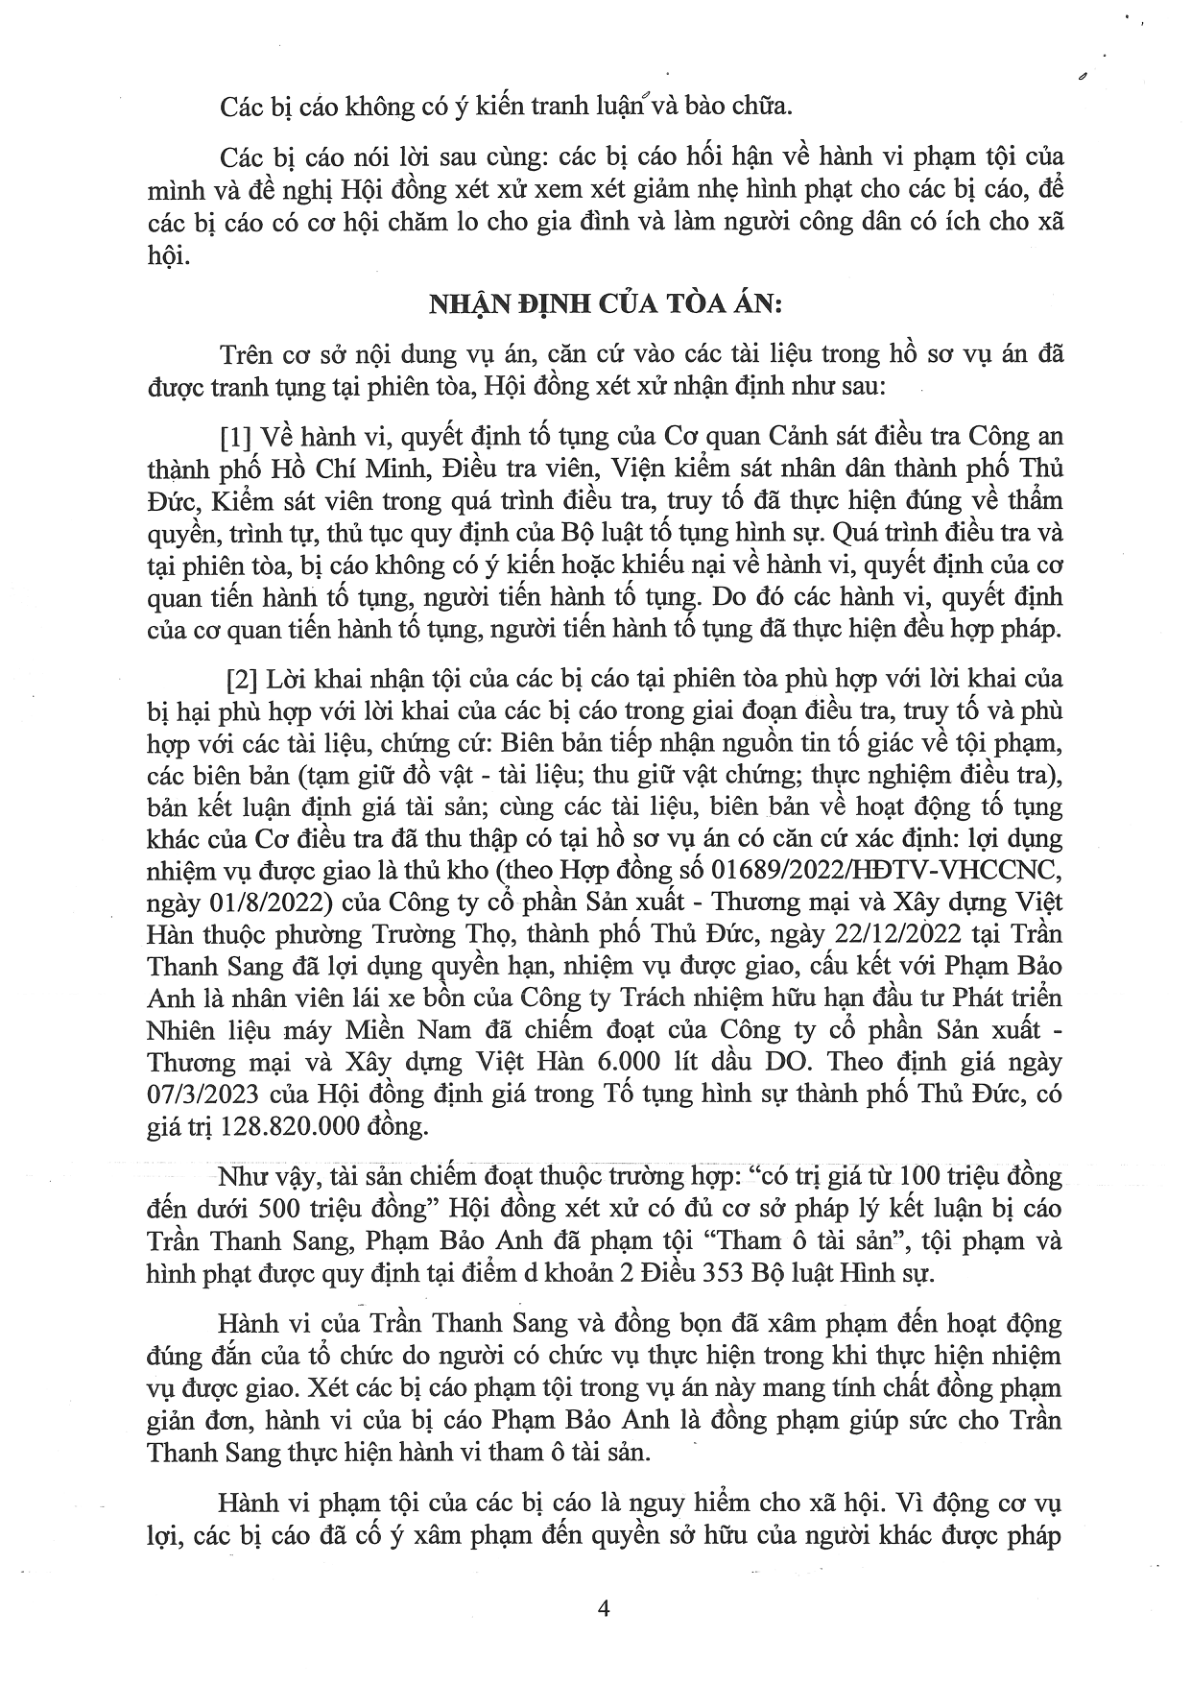 Các bị cáo không có ý kiến tranh luận và bào chữa.
Các bị cáo nói lời sau cùng: các bị cáo hối hận về hành vi phạm tội của
mình và đề nghị Hội đồng xét xử xem xét giảm nhẹ hình phạt cho các bị cáo, để
các bị cáo có cơ hội chăm lo cho gia đình và làm người công dân có ích cho xã
hội.
NHẬN ĐỊNH CỦA TÒA ÁN:
Trên cơ sở nội dung vụ án, căn cứ vào các tài liệu trong hồ sơ vụ án đã
được tranh tụng tại phiên tòa, Hội đồng xét xử nhận định như sau:
[1] Về hành vi, quyết định tố tụng của Cơ quan Cảnh sát điều tra Công an
thành phố Hồ Chí Minh, Điều tra viên, Viện kiểm sát nhân dân thành phố Thủ
Đức, Kiểm sát viên trong quá trình điều tra, truy tố đã thực hiện đúng về thẩm
quyền, trình tự, thủ tục quy định của Bộ luật tố tụng hình sự. Quá trình điều tra và
tại phiên tòa, bị cáo không có ý kiến hoặc khiếu nại về hành vi, quyết định của cơ
quan tiến hành tố tụng, người tiến hành tố tụng. Do đó các hành vi, quyết định
của cơ quan tiến hành tố tụng, người tiến hành tố tụng đã thực hiện đều hợp pháp.
[2] Lời khai nhận tội của các bị cáo tại phiên tòa phù hợp với lời khai của
bị hại phù hợp với lời khai của các bị cáo trong giai đoạn điều tra, truy tố và phù
hợp với các tài liệu, chứng cứ: Biên bản tiếp nhận nguồn tin tố giác về tội phạm,
các biên bản (tạm giữ đồ vật - tài liệu; thu giữ vật chứng; thực nghiệm điều tra),
bản kết luận định giá tài sản; cùng các tài liệu, biên bản về hoạt động tố tụng
khác của Cơ điều tra đã thu thập có tại hồ sơ vụ án có căn cứ xác định: lợi dụng
nhiệm vụ được giao là thủ kho (theo Hợp đồng số 01689/2022/HĐTV-VHCCNC,
ngày 01/8/2022) của Công ty cổ phần Sản xuất - Thương mại và Xây dựng Việt
Hàn thuộc phường Trường Thọ, thành phố Thủ Đức, ngày 22/12/2022 tại Trần
Thanh Sang đã lợi dụng quyền hạn, nhiệm vụ được giao, cấu kết với Phạm Bảo
Anh là nhân viên lái xe bồn của Công ty Trách nhiệm hữu hạn đầu tư Phát triển
Nhiên liệu máy Miền Nam đã chiếm đoạt của Công ty cổ phần Sản xuất -
Thương mại và Xây dựng Việt Hàn 6.000 lít dầu DO. Theo định giá ngày
07/3/2023 của Hội đồng định giá trong Tố tụng hình sự thành phố Thủ Đức, có
giá trị 128.820.000 đồng.
Như vậy, tài sản chiếm đoạt thuộc trường hợp: “có trị giá từ 100 triệu đồng
đến dưới 500 triệu đồng” Hội đồng xét xử có đủ cơ sở pháp lý kết luận bị cáo
Trần Thanh Sang, Phạm Bảo Anh đã phạm tội “Tham ô tài sản”, tội phạm và
hình phạt được quy định tại điểm d khoản 2 Điều 353 Bộ luật Hình sự.
Hành vi của Trần Thanh Sang và đồng bọn đã xâm phạm đến hoạt động
đúng đắn của tổ chức do người có chức vụ thực hiện trong khi thực hiện nhiệm
vụ được giao. Xét các bị cáo phạm tội trong vụ án này mang tính chất đồng phạm
giản đơn, hành vi của bị cáo Phạm Bảo Anh là đồng phạm giúp sức cho Trần
Thanh Sang thực hiện hành vi tham ô tài sản.
Hành vi phạm tội của các bị cáo là nguy hiểm cho xã hội. Vì động cơ vụ
lợi, các bị cáo đã cố ý xâm phạm đến quyền sở hữu của người khác được pháp
4